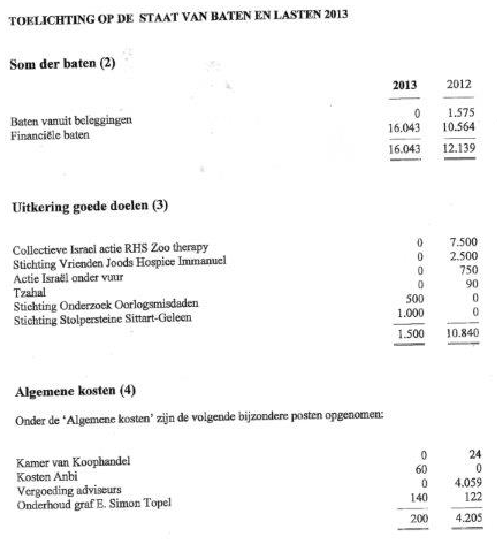 TOELICHTING OP DE STAAT VAN BATEN EN LASTEN 2013
Som der baten (2)
2013 2012
Baten vanuit beleggingen 0 1.575
Financiële baten 16.043 10.564
16.043 12.139
Uitkering goede doelen (3)
Collectieve Israel actie RHS Zoo therapy 0 7.500
Stichting Vrienden Joods Hospice Immanuel 0 2.500
Actie Israël onder vuur 0 750
Tzahal 0 90
Stichting Onderzoek Oorlogsmisdaden 500 0
Stichting Stolpersteine Sittart-Geleen 1.000 0
1.500 10.840
Algemene kosten (4)
Onder de 'Algemene kosten' zijn de volgende bijzondere posten opgenomen:
Kamer van Koophandel 0 24
Kosten Anbi 60 0
Vergoeding adviseurs 0 4.059
Onderhoud graf E. Simon Topel 140 122
200 4.205